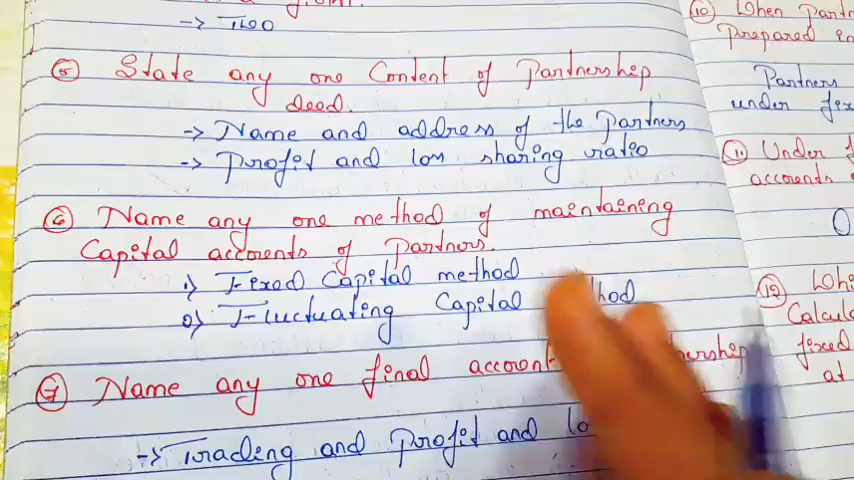 -> Two
⑤ State any one Content of Partnership
deed.
-> Name and address of the Partners
-> Profit and loss sharing ratio
⑥ Name any one method of maintaining
Capital accounts of Partners.
1) Fixed Capital method
2) Fluctuating Capital
⑦ Name any one final
-> Trading and Profit and
⑩ When
Prepared
Partners
under
⑪ Under
accounts
⑫
fixed
at